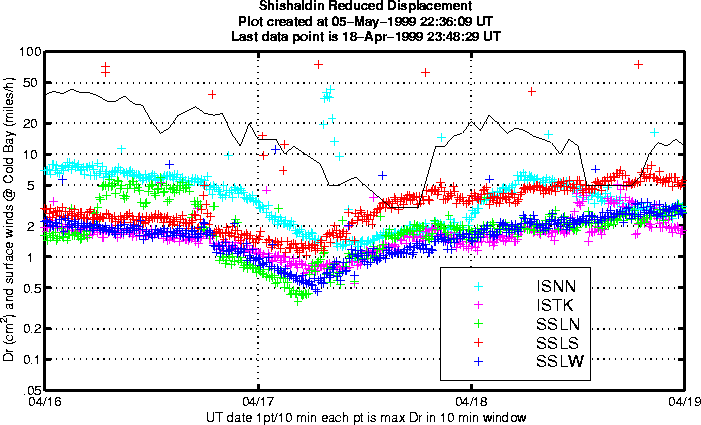 Shishaldin Reduced Displacement
Plot created at 05-May-1999 22:36:09 UT
Last data point is 18-Apr-1999 23:48:29 UT
Dr (cm²) and surface winds @ Cold Bay (miles/h)
100
50
20
10
5
2
1
0.5
0.2
0.1
.05
ISNN
ISTK
SSLN
SSLS
SSLW
04/16 04/17 04/18 04/19
UT date 1pt/10 min each pt is max Dr in 10 min window